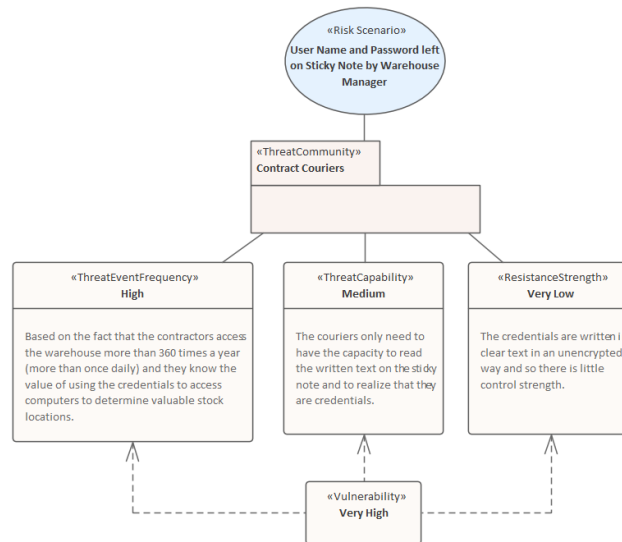 «Risk Scenario»
User Name and Password left
on Sticky Note by Warehouse
Manager
«ThreatCommunity»
Contract Couriers
«ThreatEventFrequency»
High
Based on the fact that the contractors access
the warehouse more than 360 times a year
(more than once daily) and they know the
value of using the credentials to access
computers to determine valuable stock
locations.
«ThreatCapability»
Medium
The couriers only need to
have the capacity to read
the written text on the sticky
note and to realize that they
are credentials.
«ResistanceStrength»
Very Low
The credentials are written i
clear text in an unencrypted
way and so there is little
control strength.
«Vulnerability»
Very High